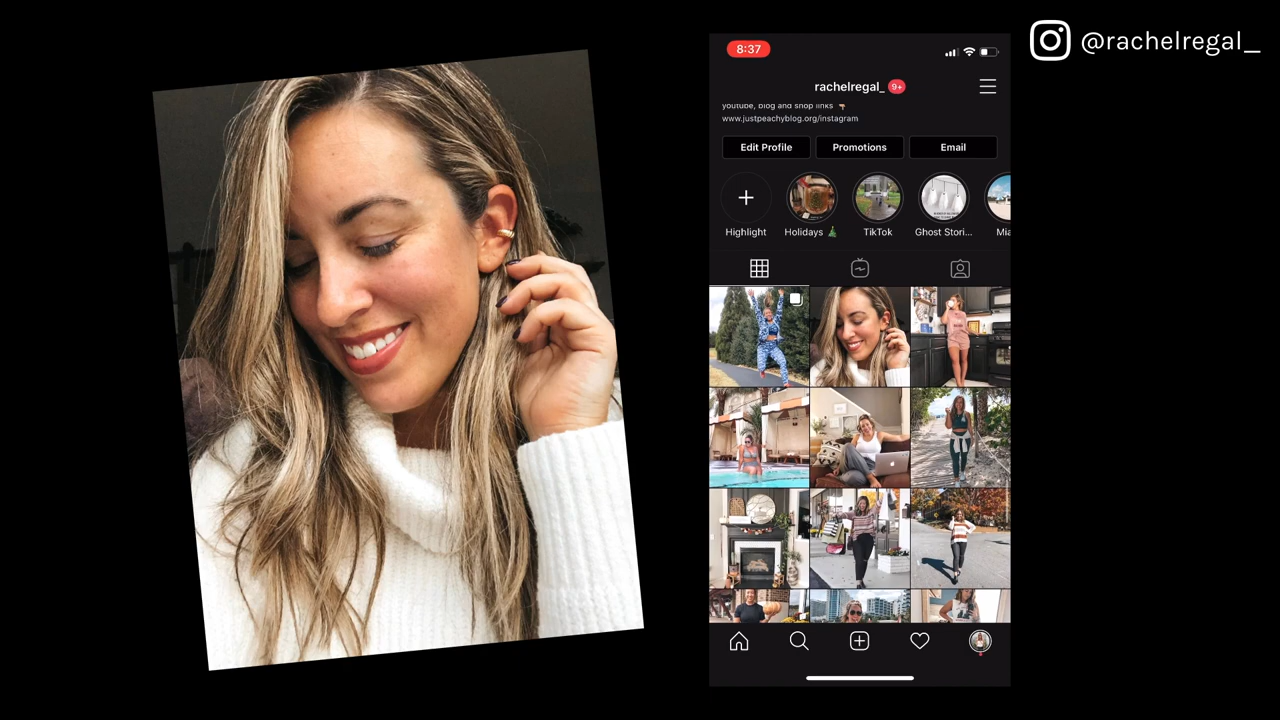 @rachelregal_
8:37
rachelregal_ 9+
youtube, blog and shop links
www.justpeachyblog.org/instagram
Edit Profile Promotions Email
Highlight Holidays TikTok Ghost Stori... Mia